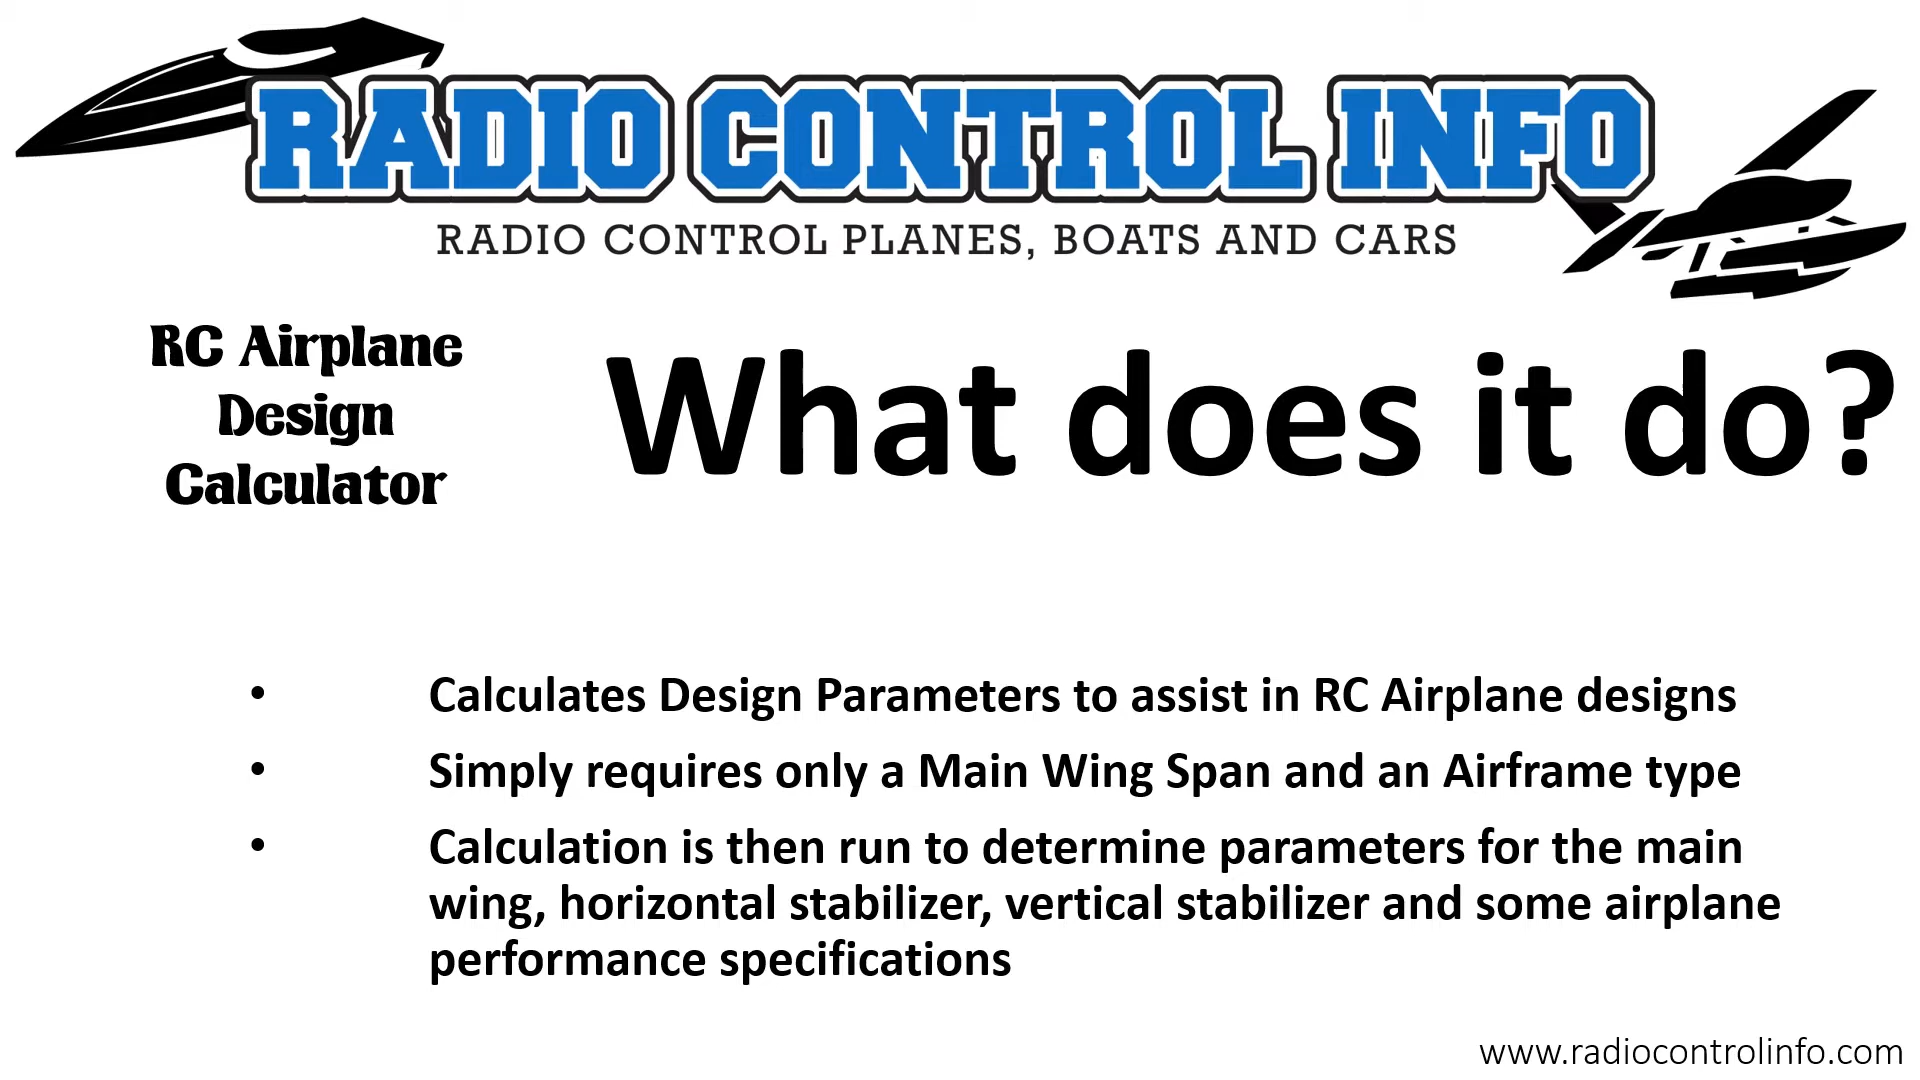 RADIO CONTROL INFO
RADIO CONTROL PLANES, BOATS AND CARS
RC Airplane
Design
Calculator
What does it do?
• Calculates Design Parameters to assist in RC Airplane designs
• Simply requires only a Main Wing Span and an Airframe type
• Calculation is then run to determine parameters for the main
wing, horizontal stabilizer, vertical stabilizer and some airplane
performance specifications
www.radiocontrolinfo.com